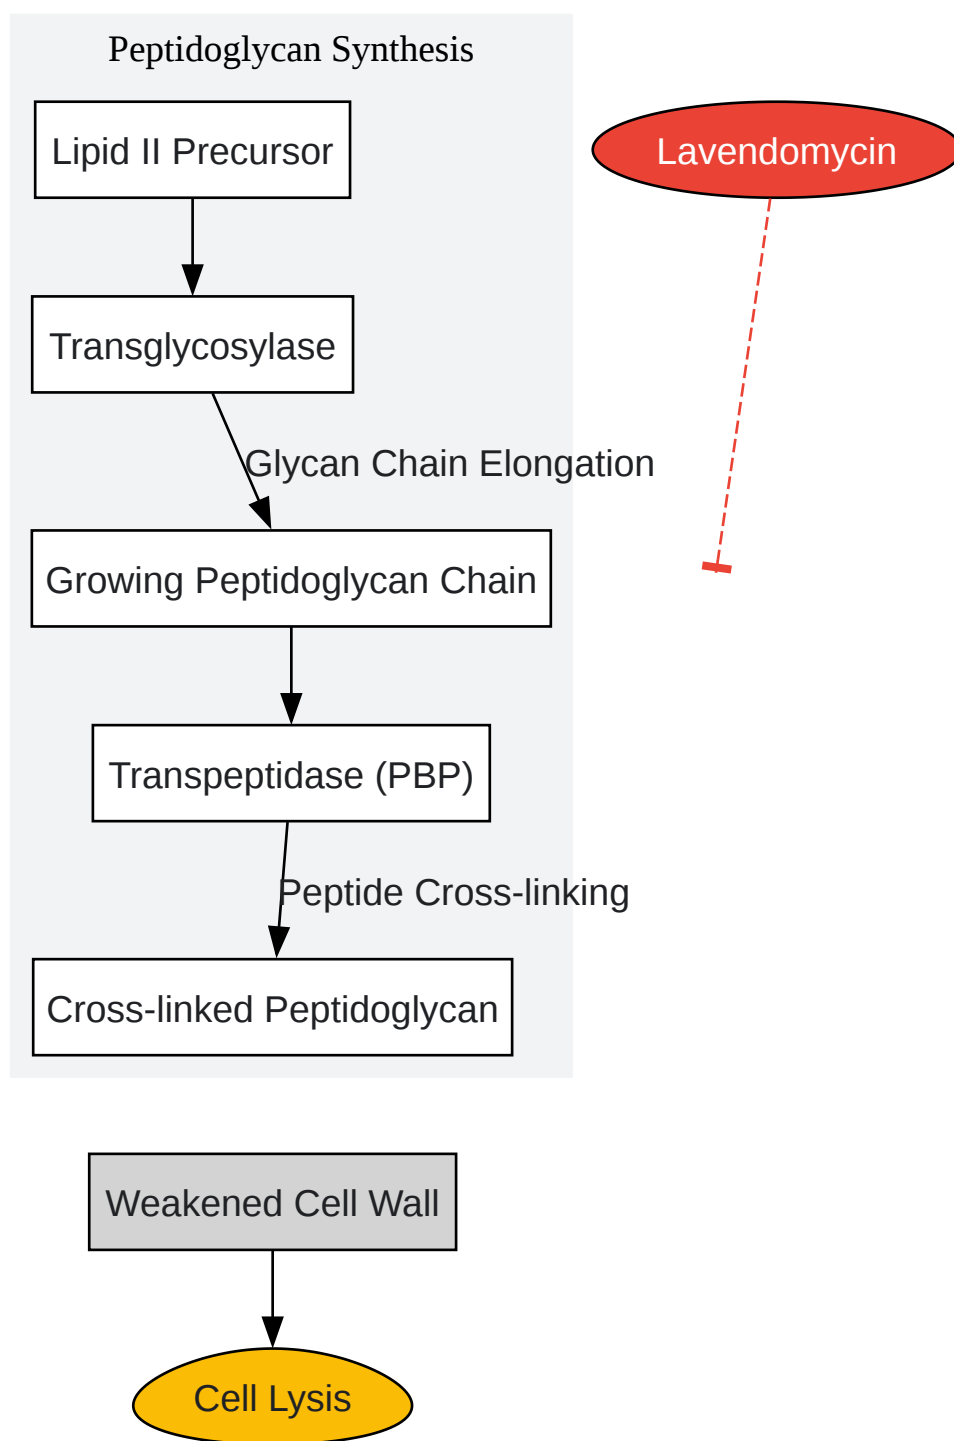 Peptidoglycan Synthesis
Lipid II Precursor
Lavendomycin
Transglycosylase
Glycan Chain Elongation
Growing Peptidoglycan Chain
Transpeptidase (PBP)
Peptide Cross-linking
Cross-linked Peptidoglycan
Weakened Cell Wall
Cell Lysis